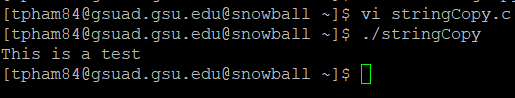 [tpham84@gsuad.gsu.edu@snowball ~]$ vi stringCopy.c
[tpham84@gsuad.gsu.edu@snowball ~]$ ./stringCopy
This is a test
[tpham84@gsuad.gsu.edu@snowball ~]$